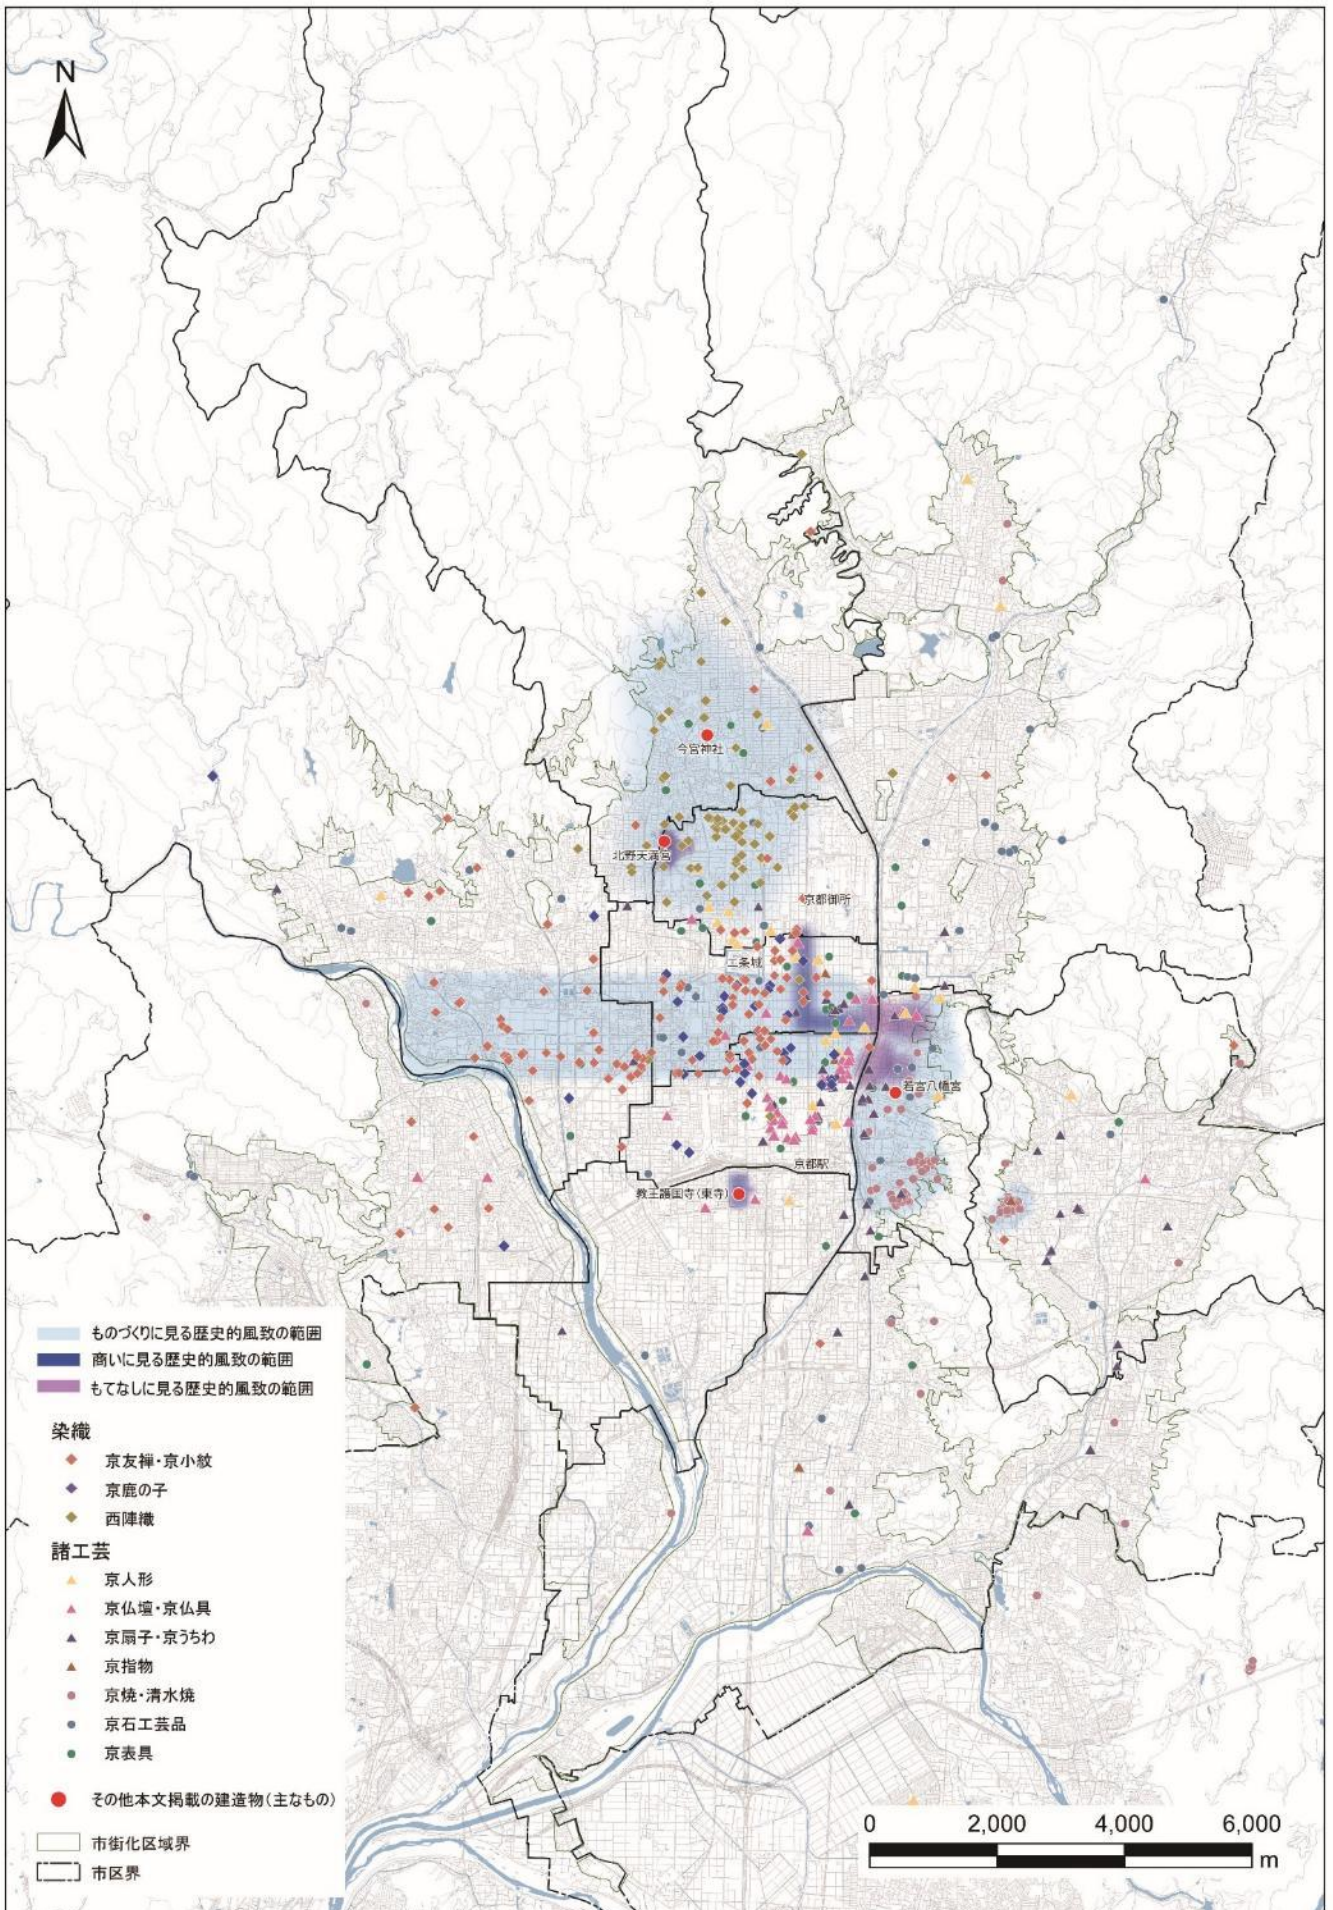 N
今宮神社
北野天満宮
京都御所
二条城
若宮八幡宮
京都駅
教王護国寺(東寺)
ものづくりに見る歴史的風致の範囲
商いに見る歴史的風致の範囲
もてなしに見る歴史的風致の範囲
染織
京友禅・京小紋
京鹿の子
西陣織
諸工芸
京人形
京仏壇・京仏具
京扇子・京うちわ
京指物
京焼・清水焼
京石工芸品
京表具
その他本文掲載の建造物(主なもの)
市街化区域界
市区界
0 2,000 4,000 6,000
m